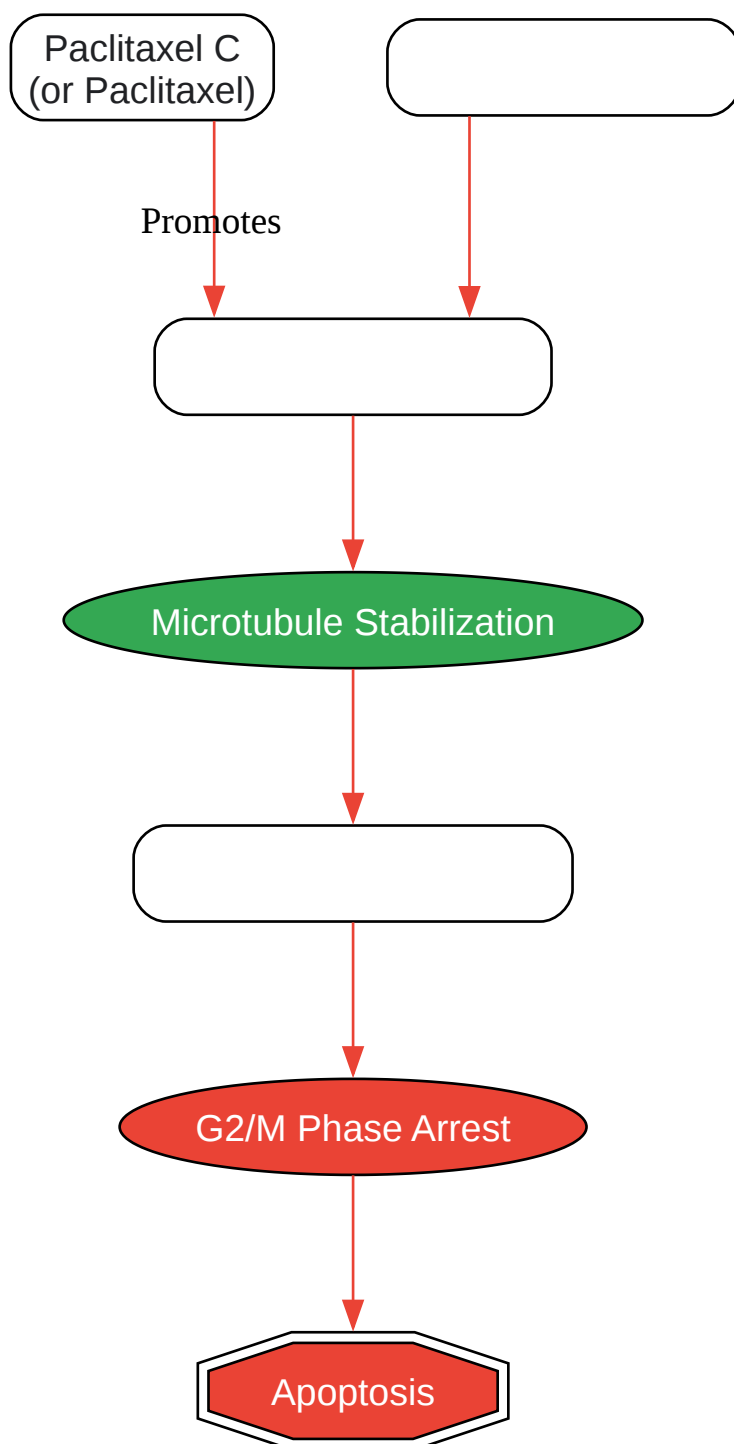 Paclitaxel C
(or Paclitaxel)
Promotes
Microtubule Stabilization
G2/M Phase Arrest
Apoptosis